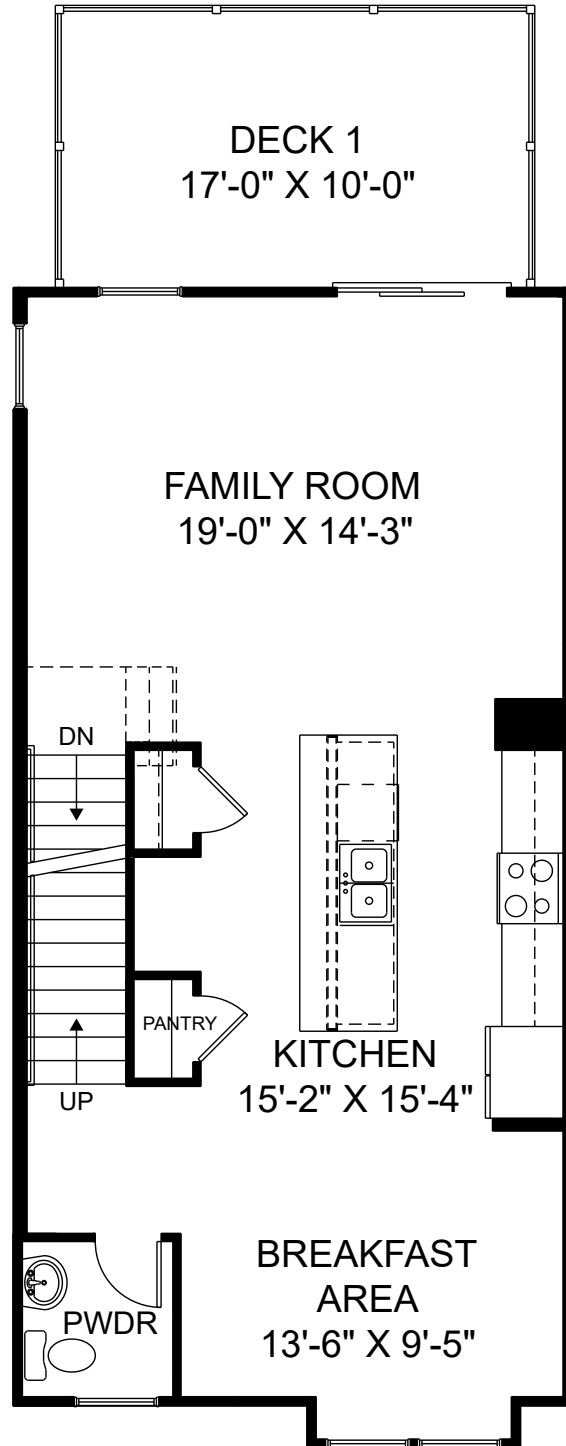 DECK 1
17'-0" X 10'-0"
FAMILY ROOM
19'-0" X 14'-3"
DN
PANTRY
UP
KITCHEN
15'-2" X 15'-4"
BREAKFAST
AREA
13'-6" X 9'-5"
PWDR